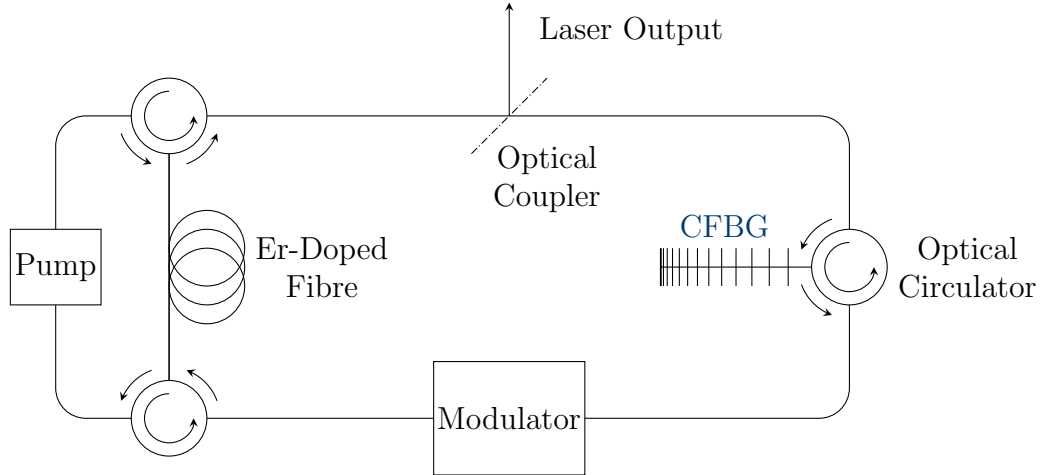 Laser Output
Optical
Coupler
CFBG
Pump
Er-Doped
Fibre
Optical
Circulator
Modulator